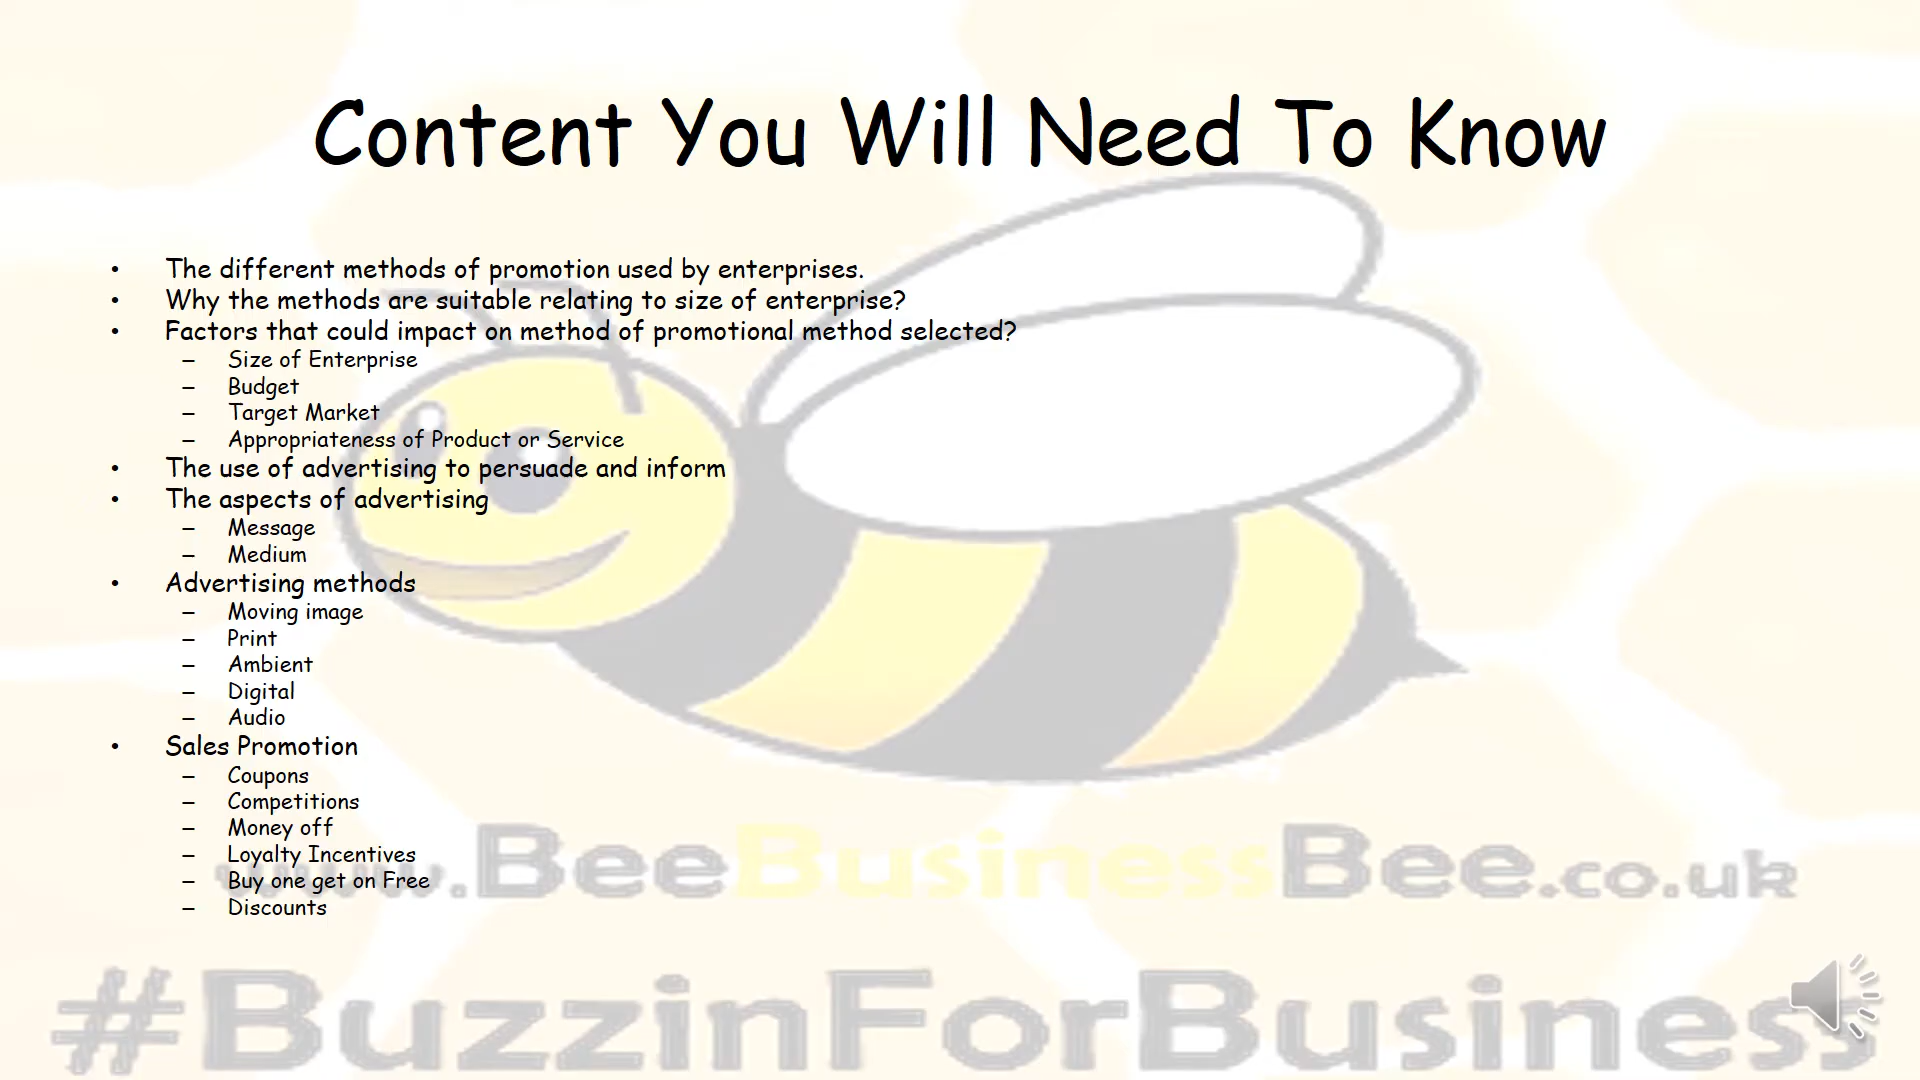 Content You Will Need To Know
• The different methods of promotion used by enterprises.
• Why the methods are suitable relating to size of enterprise?
• Factors that could impact on method of promotional method selected?
– Size of Enterprise
– Budget
– Target Market
– Appropriateness of Product or Service
• The use of advertising to persuade and inform
• The aspects of advertising
– Message
– Medium
• Advertising methods
– Moving image
– Print
– Ambient
– Digital
– Audio
• Sales Promotion
– Coupons
– Competitions
– Money off
– Loyalty Incentives
– Buy one get on Free
– Discounts
www.BeeBusinessBee.co.uk
#BuzzinForBusiness